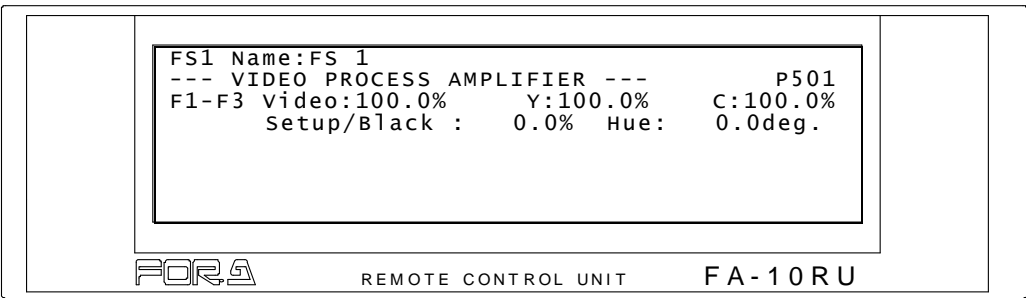 FS1 Name:FS 1
--- VIDEO PROCESS AMPLIFIER --- P501
F1-F3 Video:100.0% Y:100.0% C:100.0%
Setup/Black : 0.0% Hue: 0.0deg.
FOR.A REMOTE CONTROL UNIT FA-10RU